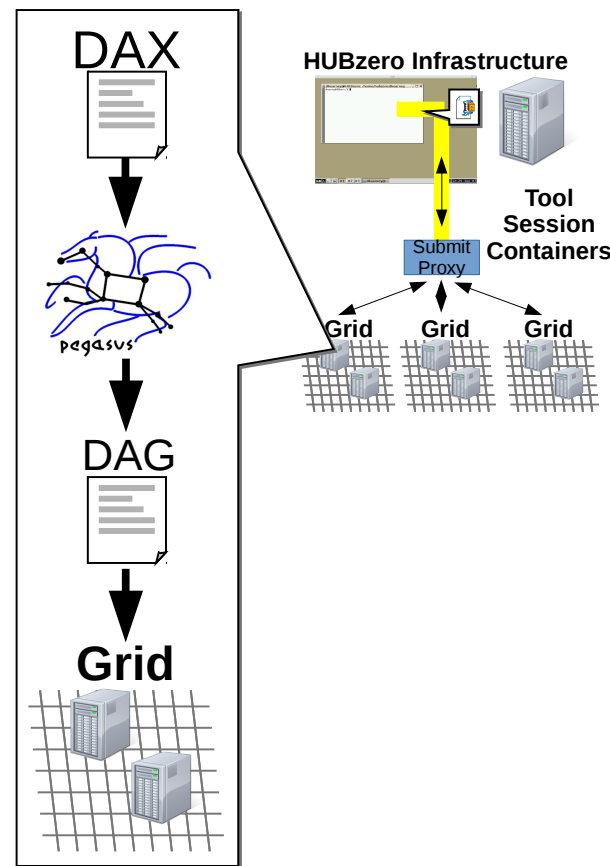 DAX
pegasus
DAG
Grid
HUBzero Infrastructure
Tool
Session
Containers
Submit
Proxy
Grid
Grid
Grid